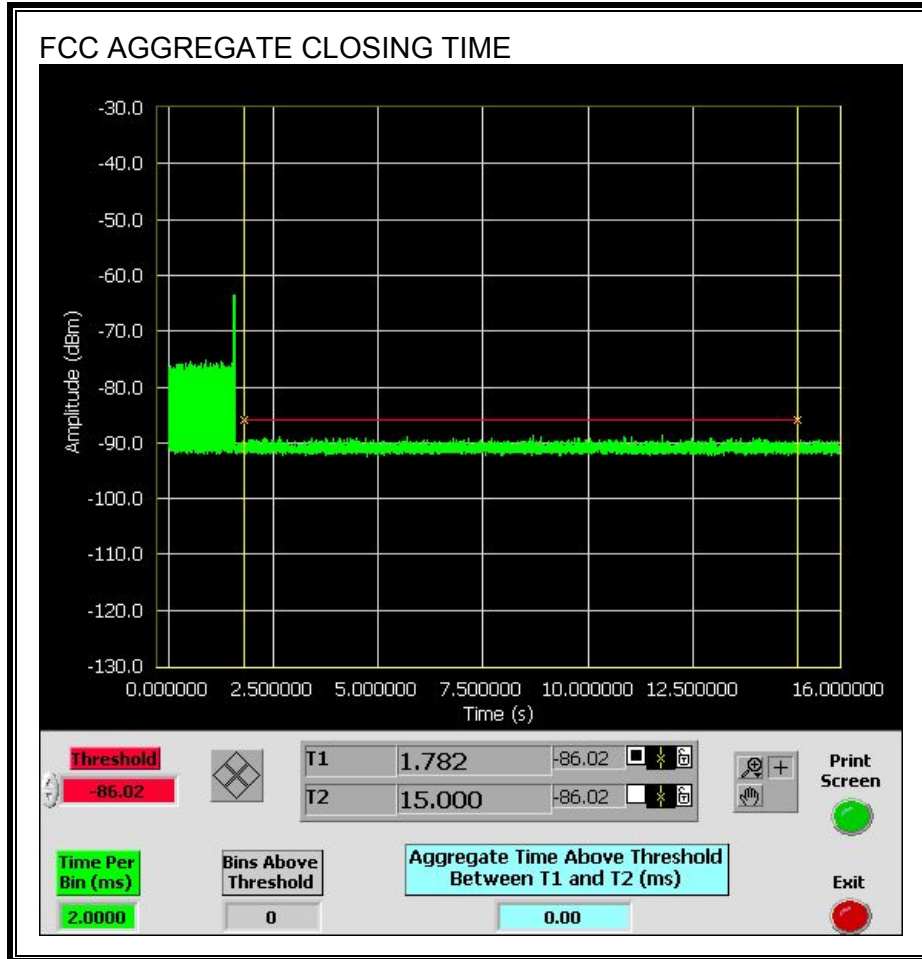 FCC AGGREGATE CLOSING TIME
-30.0
-40.0
-50.0
-60.0
-70.0
-80.0
-90.0
-100.0
-110.0
-120.0
-130.0
Amplitude (dBm)
0.000000 2.500000 5.000000 7.500000 10.000000 12.500000 16.000000
Time (s)
Threshold
-86.02
T1 1.782 -86.02
T2 15.000 -86.02
Print
Screen
Time Per
Bin (ms)
2.0000
Bins Above
Threshold
0
Aggregate Time Above Threshold
Between T1 and T2 (ms)
0.00
Exit